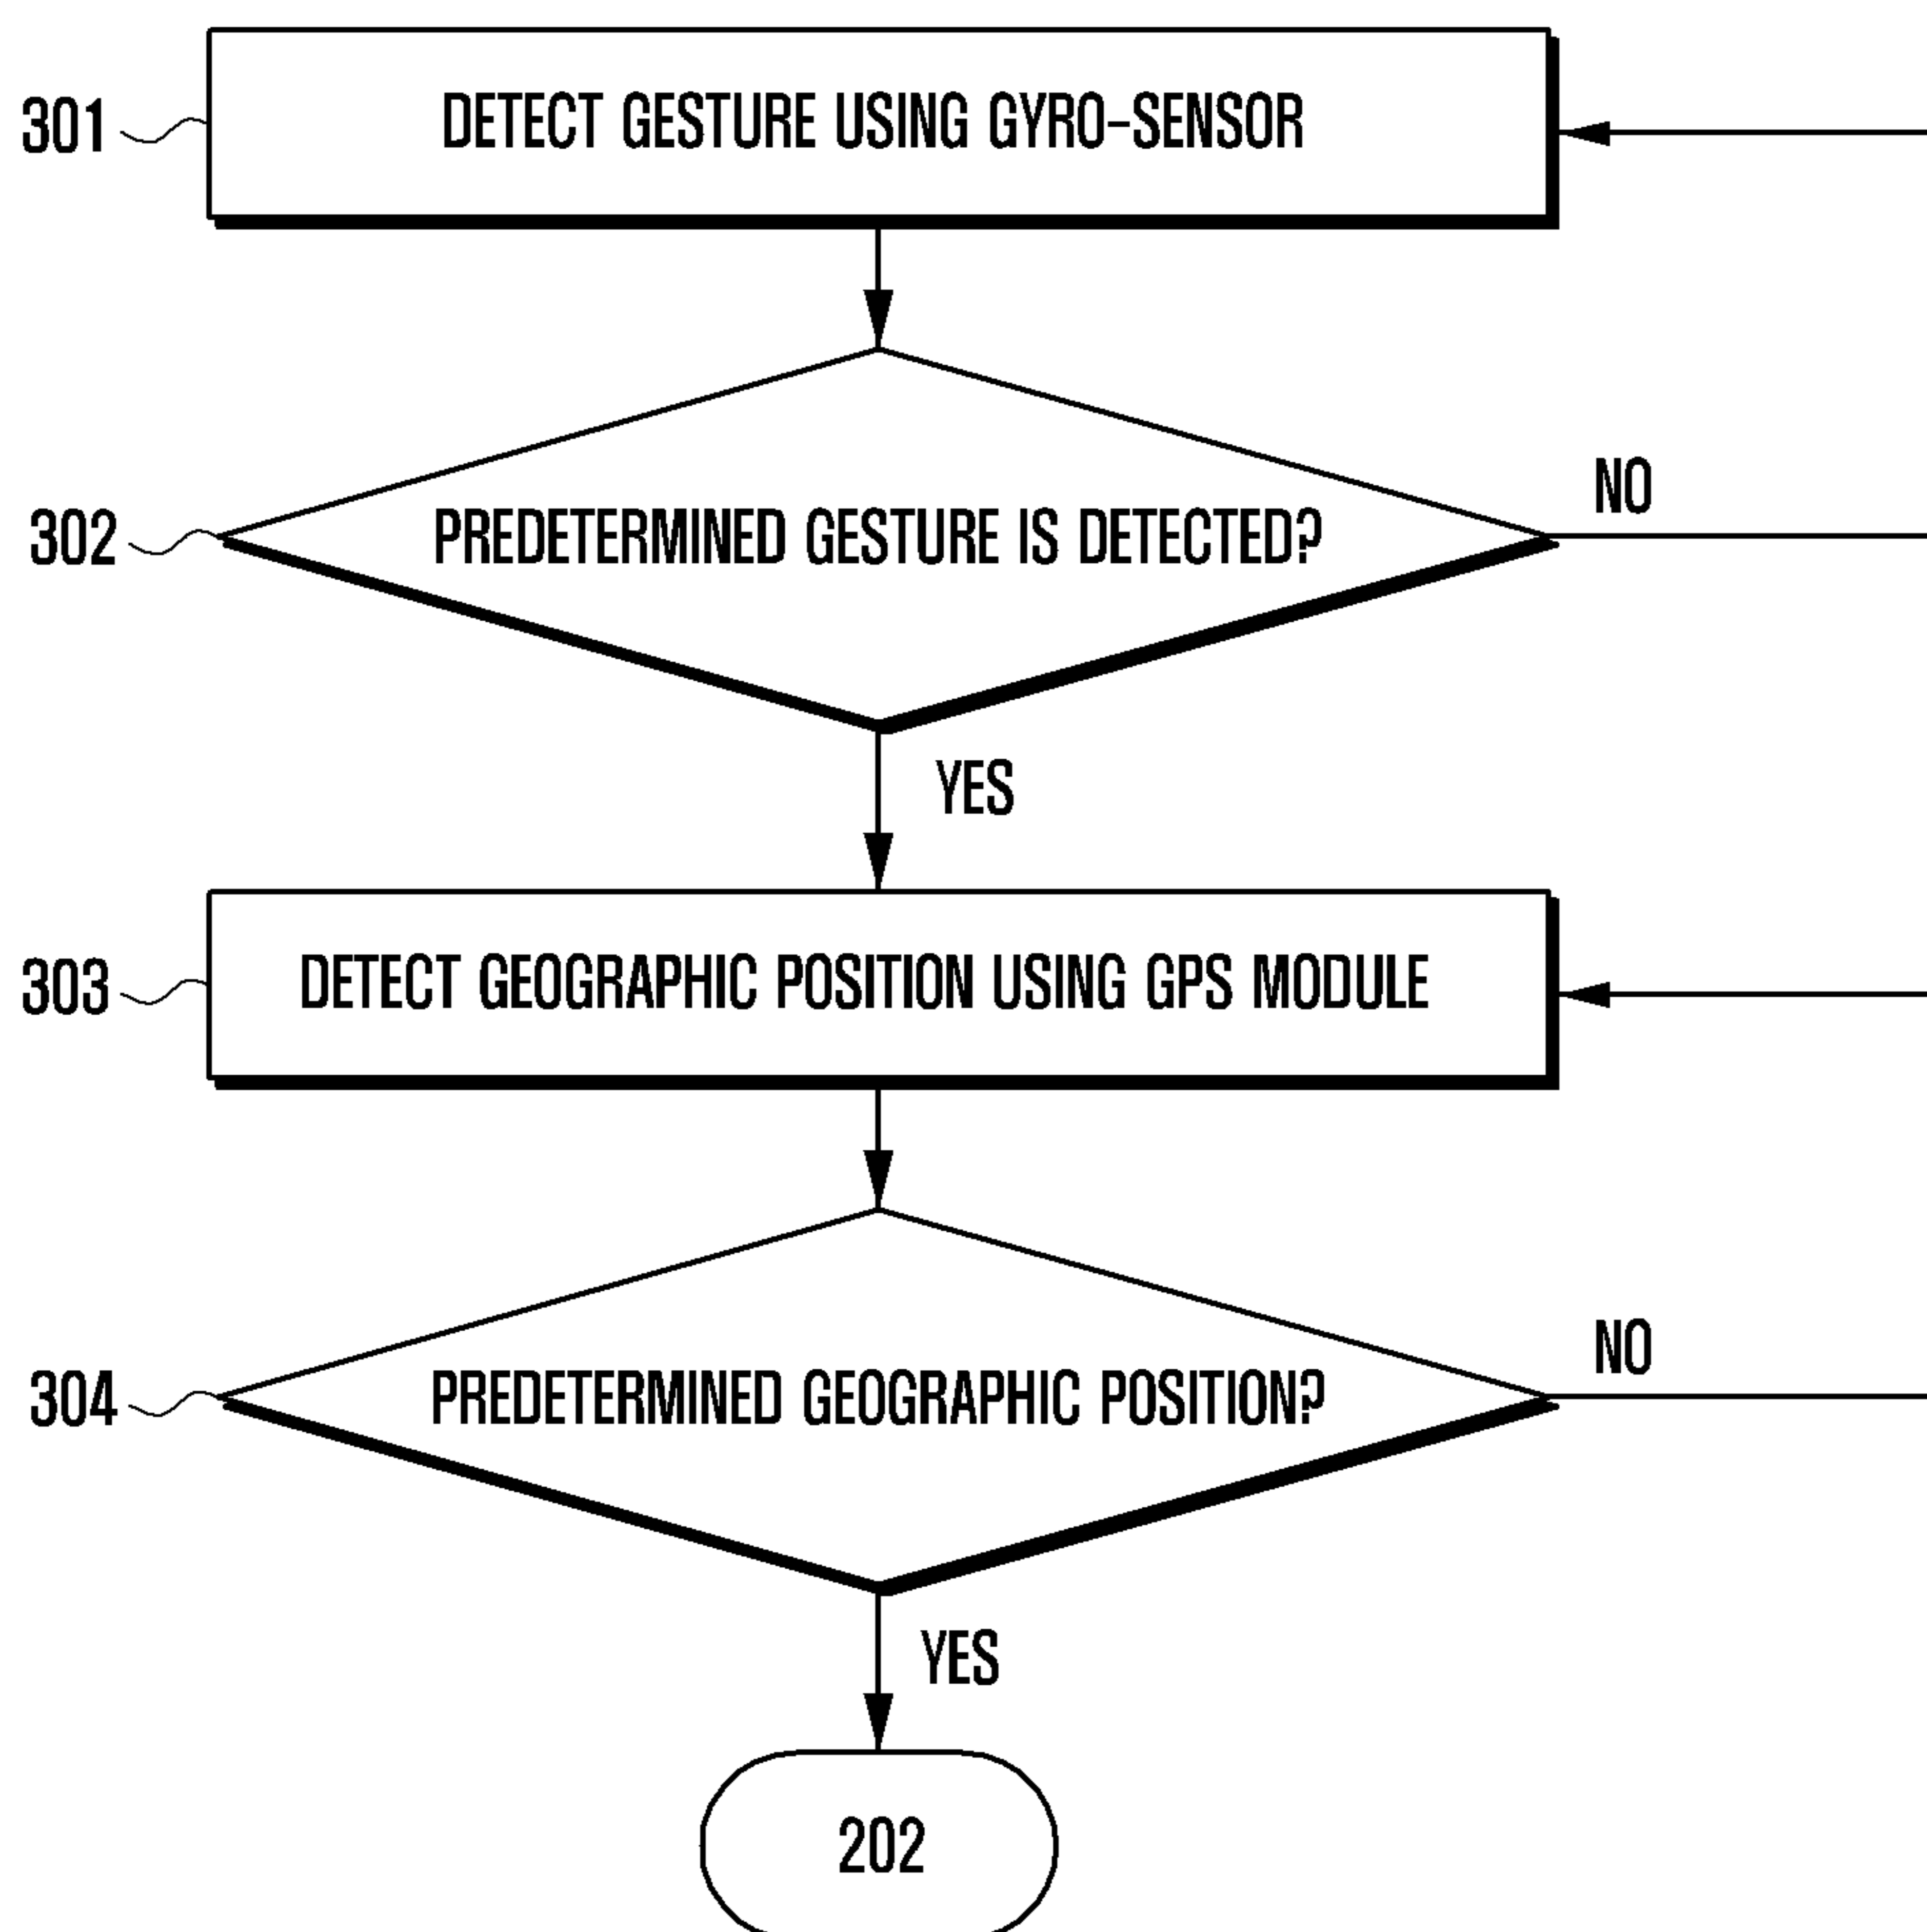 301
DETECT GESTURE USING GYRO-SENSOR
302
PREDETERMINED GESTURE IS DETECTED?
NO
YES
303
DETECT GEOGRAPHIC POSITION USING GPS MODULE
304
PREDETERMINED GEOGRAPHIC POSITION?
NO
YES
202